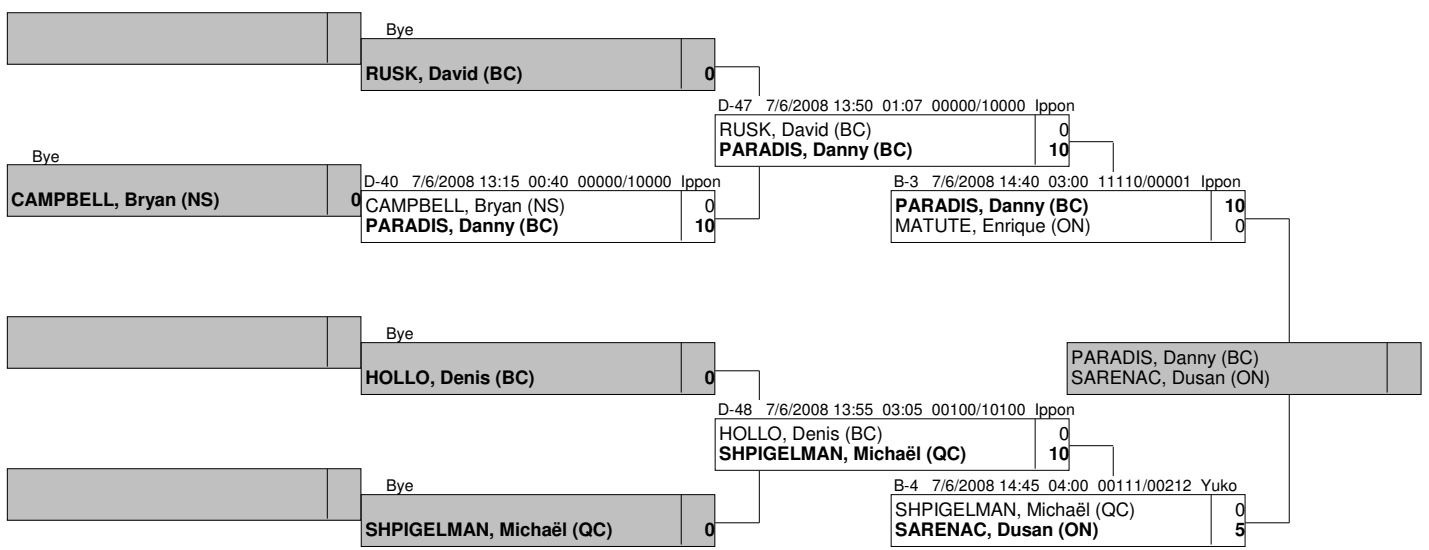 Bye
RUSK, David (BC) 0
D-47 7/6/2008 13:50 01:07 00000/10000 Ippon
RUSK, David (BC) 0
PARADIS, Danny (BC) 10
Bye
CAMPBELL, Bryan (NS) 0
D-40 7/6/2008 13:15 00:40 00000/10000 Ippon
CAMPBELL, Bryan (NS) 0
PARADIS, Danny (BC) 10
B-3 7/6/2008 14:40 03:00 11110/00001 Ippon
PARADIS, Danny (BC) 10
MATUTE, Enrique (ON) 0
Bye
HOLLO, Denis (BC) 0
PARADIS, Danny (BC)
SARENAC, Dusan (ON)
D-48 7/6/2008 13:55 03:05 00100/10100 Ippon
HOLLO, Denis (BC) 0
SHPIGELMAN, Michaël (QC) 10
Bye
SHPIGELMAN, Michaël (QC) 0
B-4 7/6/2008 14:45 04:00 00111/00212 Yuko
SHPIGELMAN, Michaël (QC) 0
SARENAC, Dusan (ON) 5